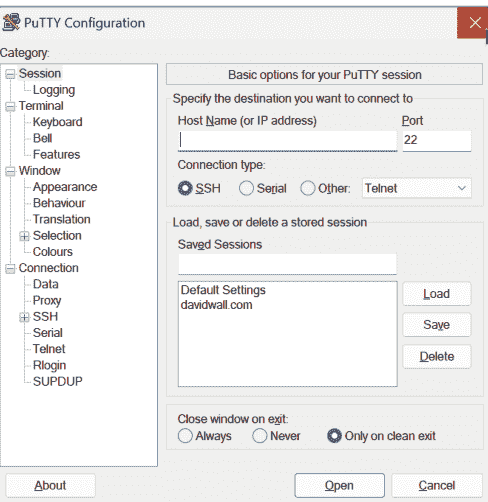 PuTTY Configuration
Category:
Session
Logging
Terminal
Keyboard
Bell
Features
Window
Appearance
Behaviour
Translation
Selection
Colours
Connection
Data
Proxy
SSH
Serial
Telnet
Rlogin
SUPDUP
Basic options for your PuTTY session
Specify the destination you want to connect to
Host Name (or IP address) Port
22
Connection type:
SSH Serial Other: Telnet
Load, save or delete a stored session
Saved Sessions
Default Settings
davidwall.com
Load
Save
Delete
Close window on exit:
Always Never Only on clean exit
About Open Cancel